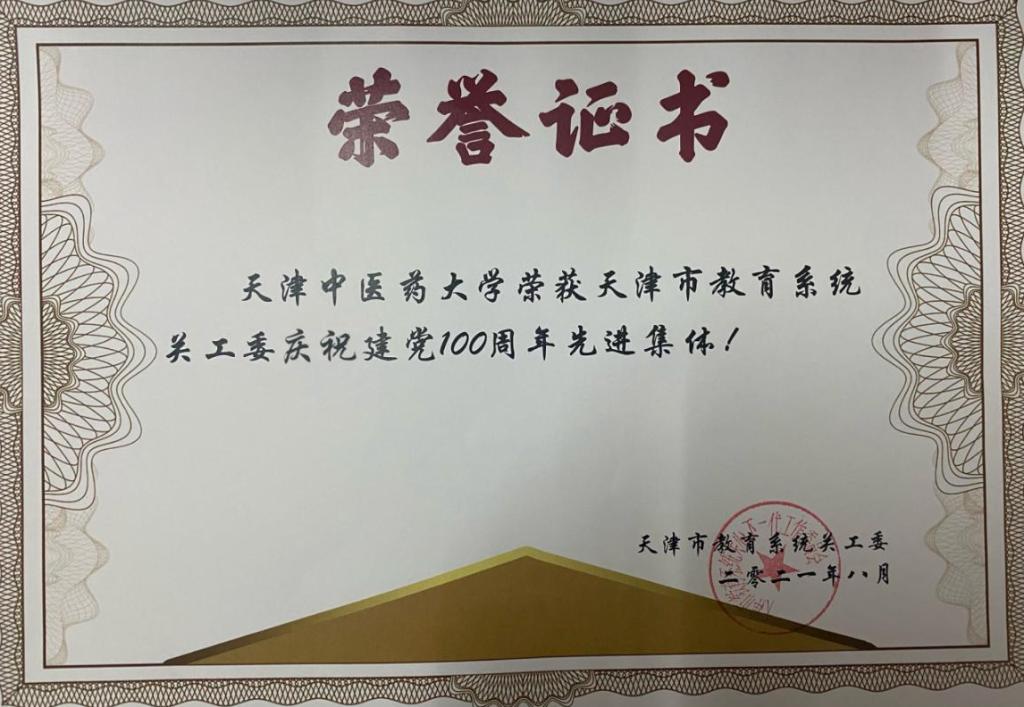 荣誉证书
天津中医药大学荣获天津市教育系统
关工委庆祝建党100周年先进集体！
天津市教育系统关工委
二零二一年八月